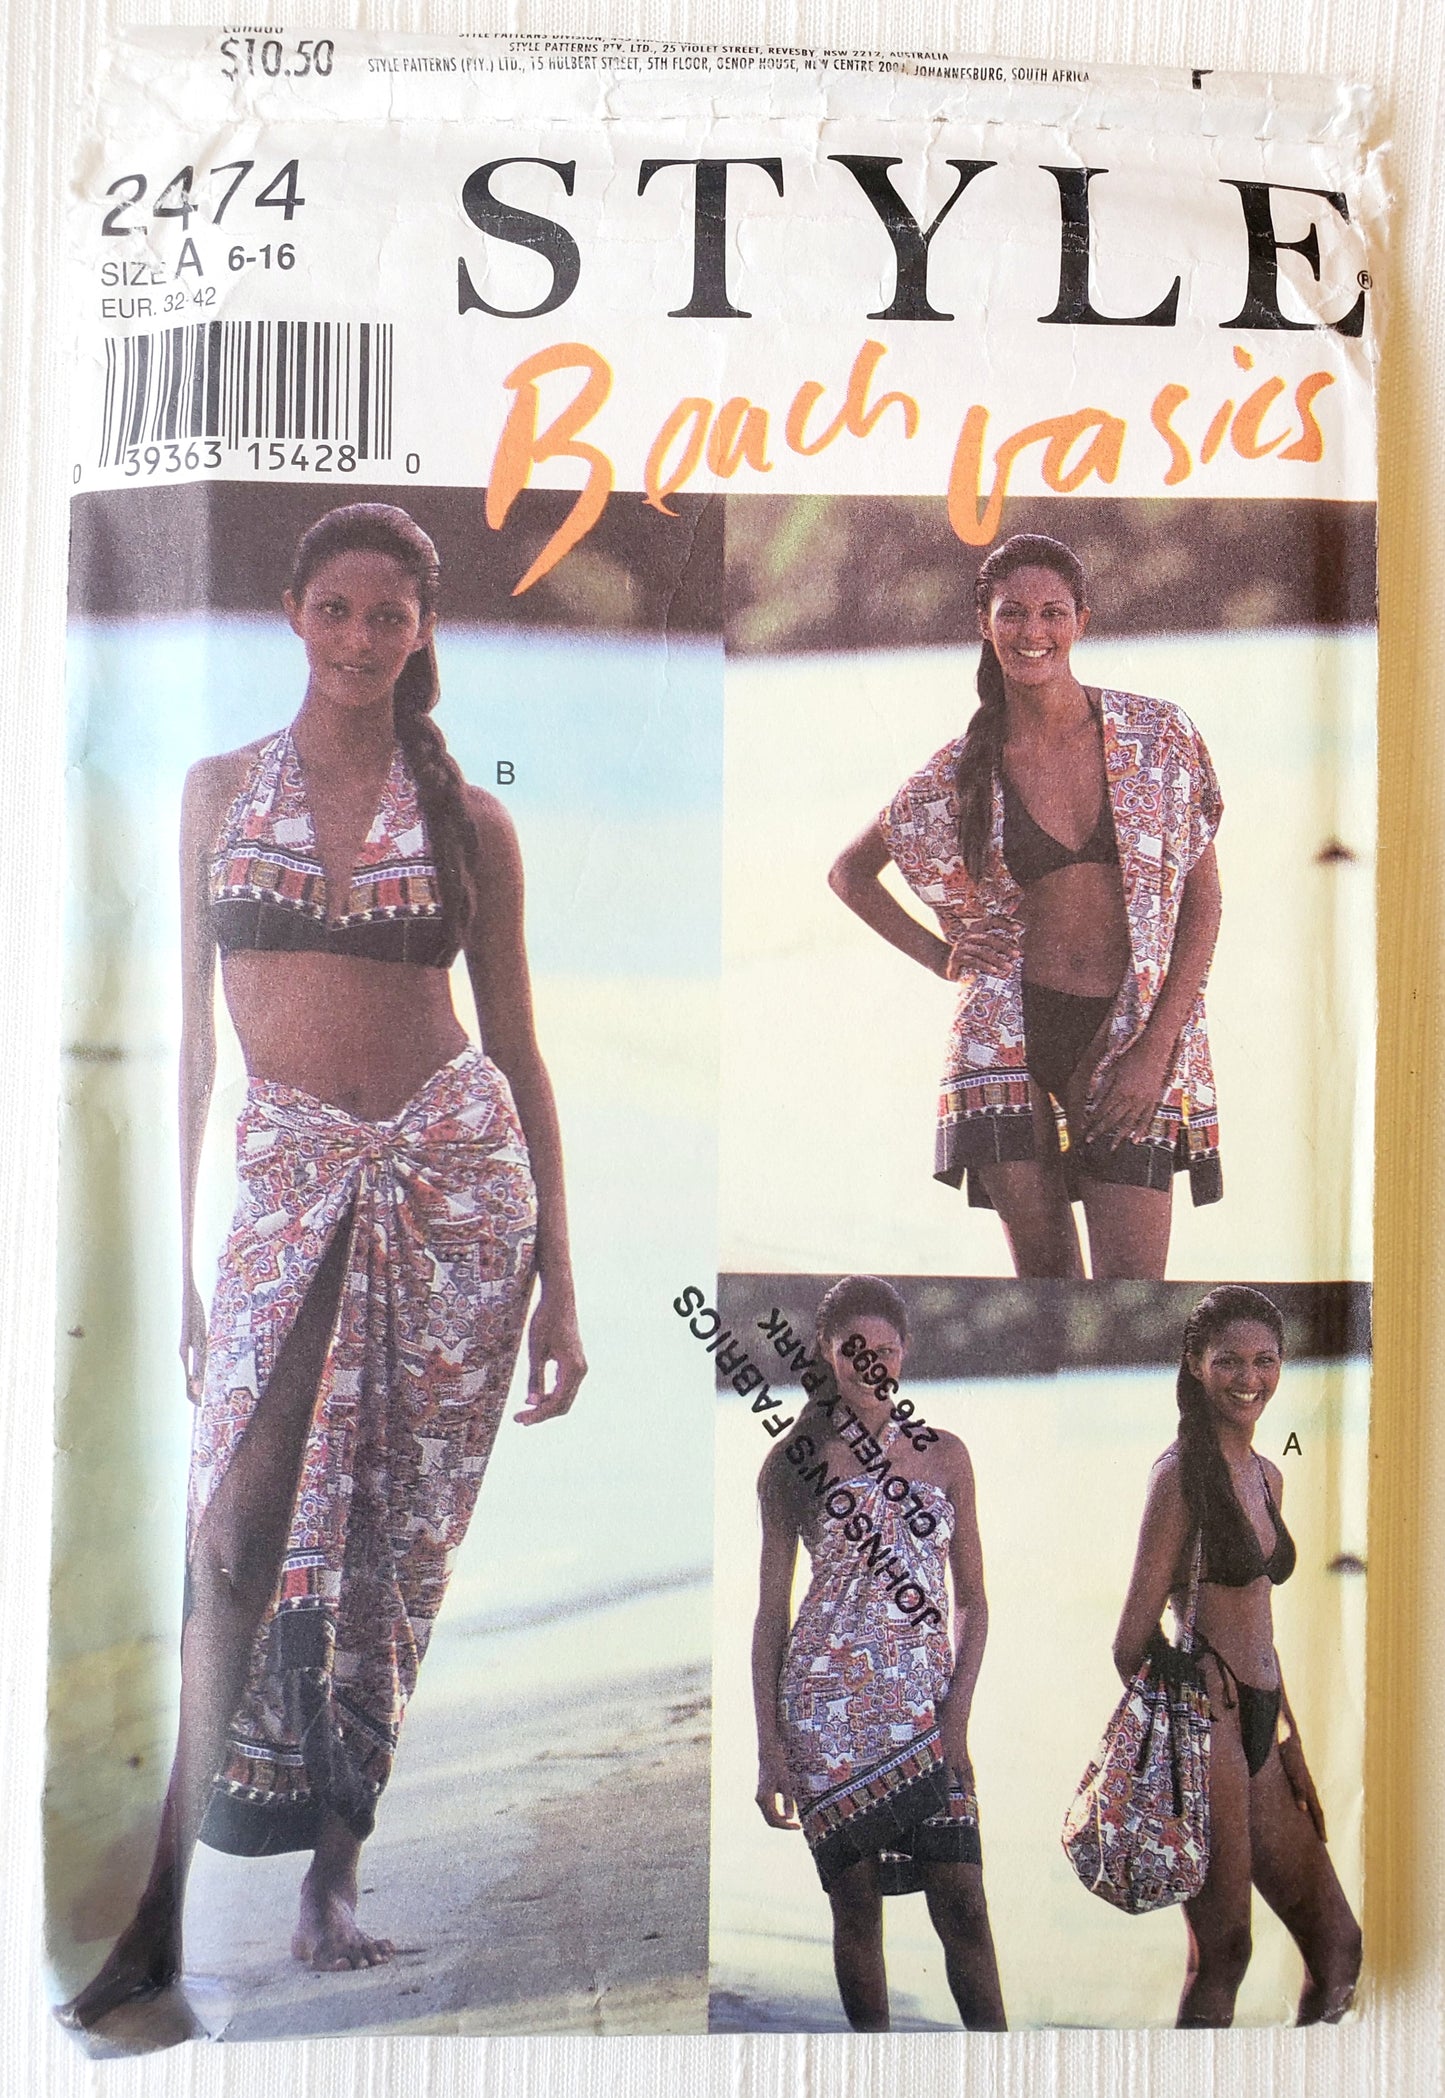 $10.50
STYLE PATTERNS PTY. LTD., 25 VIOLET STREET, REVESBY, NSW 2212, AUSTRALIA
STYLE PATTERNS (PTY.) LTD., 15 HULBERT STREET, 5TH FLOOR, CENOP HOUSE, NEW CENTRE 2001, JOHANNESBURG, SOUTH AFRICA
2474
SIZE A 6-16
EUR. 32-42
STYLE®
Beach basics
0 39363 15428 0
B
A
JOHNSON'S FABRICS
CLOVELLY PARK
276 3693